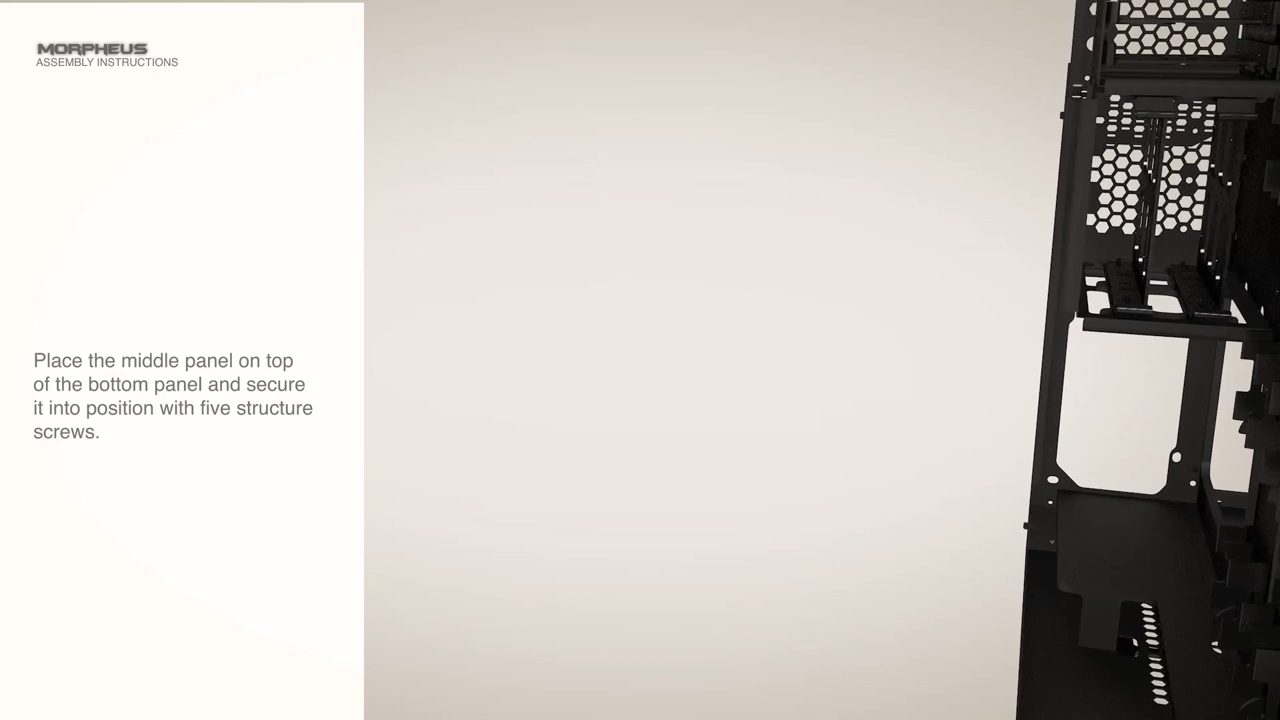 MORPHEUS
ASSEMBLY INSTRUCTIONS
Place the middle panel on top
of the bottom panel and secure
it into position with five structure
screws.